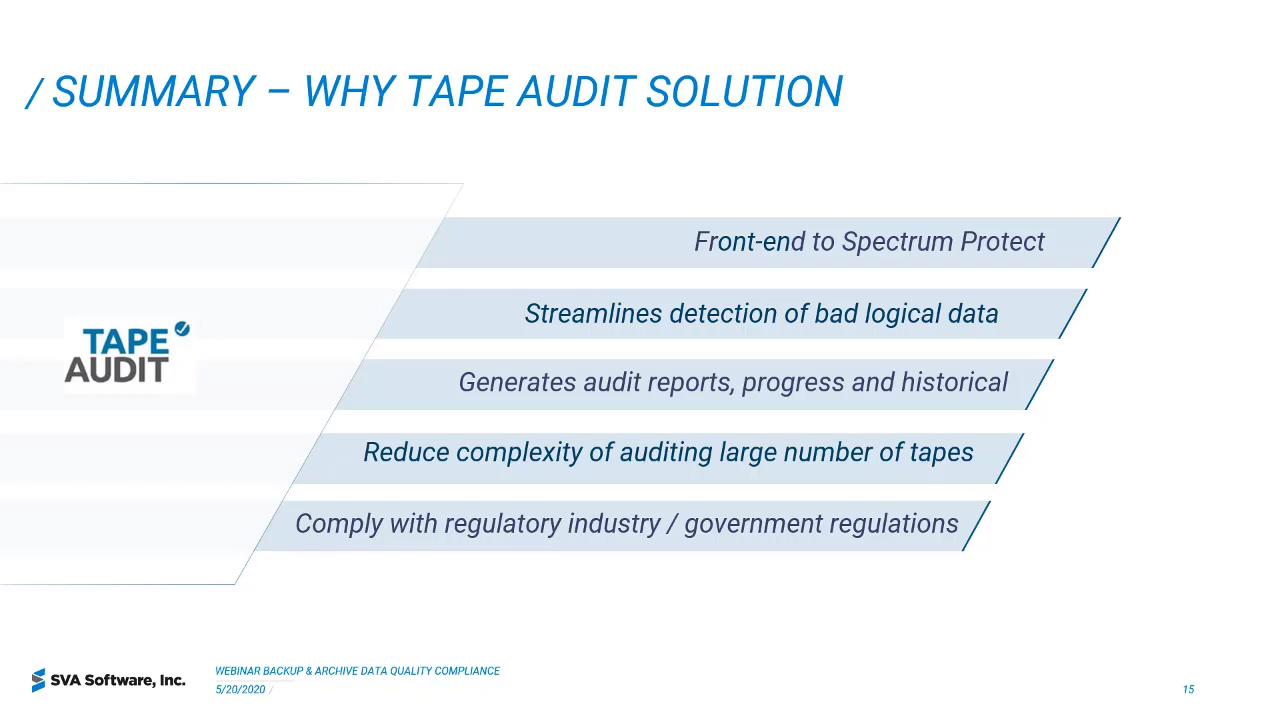 / SUMMARY – WHY TAPE AUDIT SOLUTION
Front-end to Spectrum Protect
Streamlines detection of bad logical data
TAPE
AUDIT
Generates audit reports, progress and historical
Reduce complexity of auditing large number of tapes
Comply with regulatory industry / government regulations
SVA Software, Inc.
WEBINAR BACKUP & ARCHIVE DATA QUALITY COMPLIANCE
5/20/2020 /
15